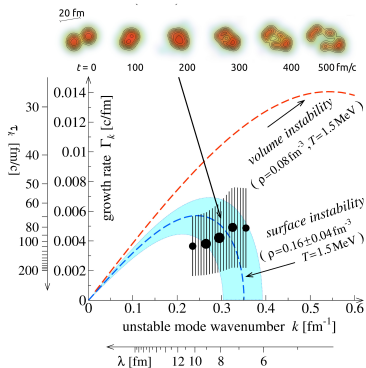 20 fm
t = 0 100 200 300 400 500 fm/c
0.014
0.012
0.01
0.008
0.006
0.004
0.002
0
growth rate Γk [c/fm]
30
40
50
60
80
100
200
τk [fm/c]
volume instability
( ρ=0.08fm-3, T=1.5MeV )
surface instability
( ρ=0.16±0.04fm-3
T=1.5MeV )
0 0.1 0.2 0.3 0.4 0.5 0.6
unstable mode wavenumber k [fm-1]
λ [fm] 12 10 8 6